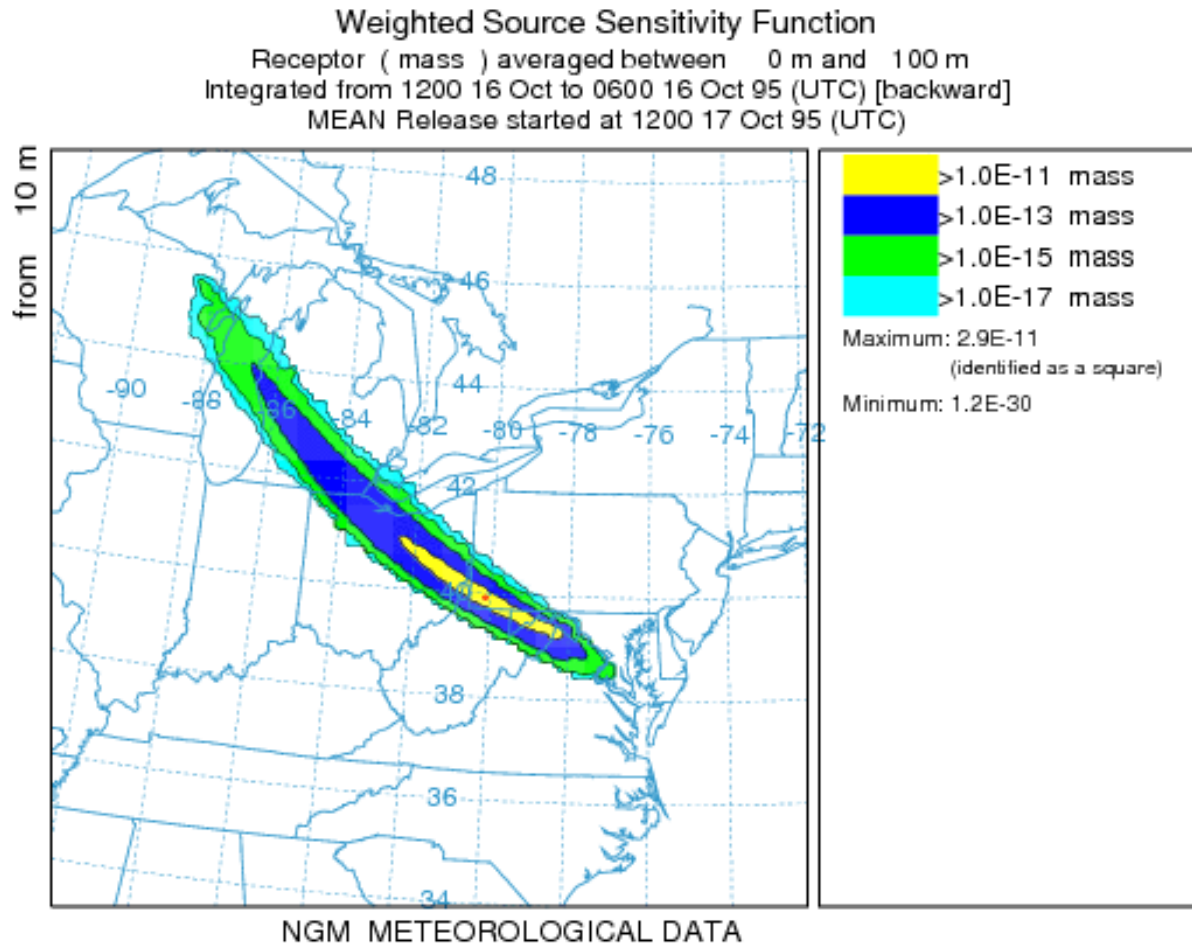 Weighted Source Sensitivity Function
Receptor ( mass ) averaged between 0 m and 100 m
Integrated from 1200 16 Oct to 0600 16 Oct 95 (UTC) [backward]
MEAN Release started at 1200 17 Oct 95 (UTC)
from 10 m
48
46
44
-90
-88
-86
-84
-82
-80
-78
-76
-74
-72
42
40
38
36
34
>1.0E-11 mass
>1.0E-13 mass
>1.0E-15 mass
>1.0E-17 mass
Maximum: 2.9E-11
(identified as a square)
Minimum: 1.2E-30
NGM METEOROLOGICAL DATA